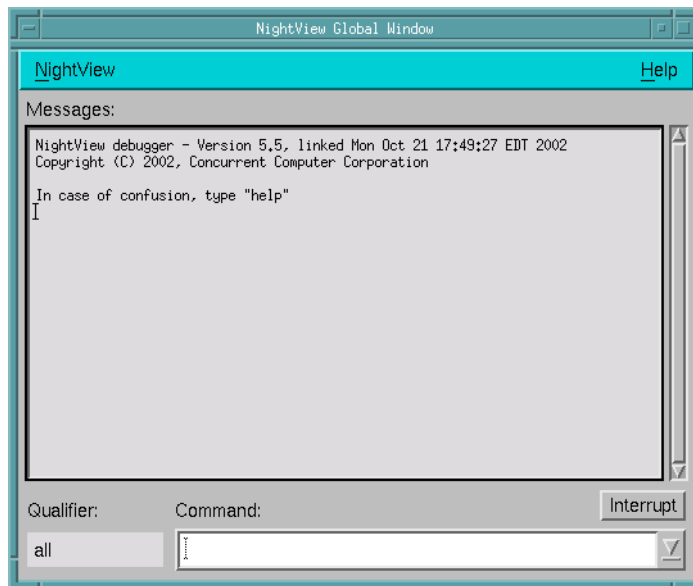 NightView Global Window
NightView Help
Messages:
NightView debugger - Version 5.5, linked Mon Oct 21 17:49:27 EDT 2002
Copyright (C) 2002, Concurrent Computer Corporation
In case of confusion, type "help"
Interrupt
Qualifier: Command:
all